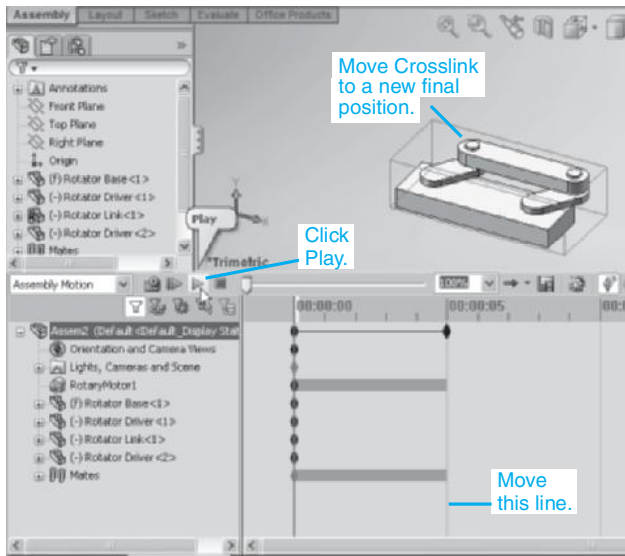 Assembly Layout Sketch Evaluate Office Products
»
Move Crosslink
to a new final
position.
Annotations
Front Plane
Top Plane
Right Plane
Origin
(f) Rotator Base<1>
(-) Rotator Driver<1>
(-) Rotator Link<1>
(-) Rotator Driver<2>
Mates
Play
Click
Play.
*Trimetric
Assembly Motion
100%
00:00:00 00:00:05 00:
Assem2 (Default<Default_Display Stat
Orientation and Camera Views
Lights, Cameras and Scene
RotaryMotor1
(f) Rotator Base<1>
(-) Rotator Driver<1>
(-) Rotator Link<1>
(-) Rotator Driver<2>
Mates
Move
this line.